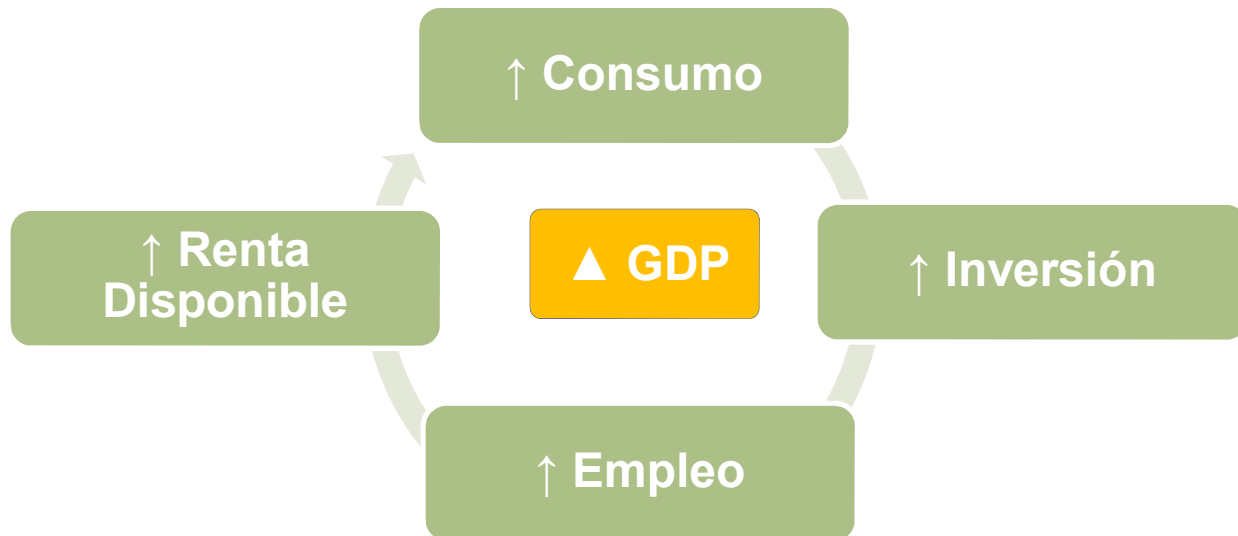 ↑ Consumo
↑ Renta
Disponible
▲ GDP
↑ Inversión
↑ Empleo